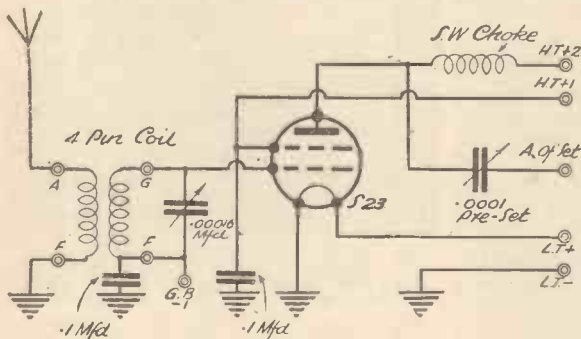 S.W Choke
HT+2
HT+1
4 Pin Coil
A
G
A. Of Set
S23
.0001
Pre-Set
.00016
Mfd
F
F
LT+
G.B
-1
LT-
.1 Mfd
.1 Mfd